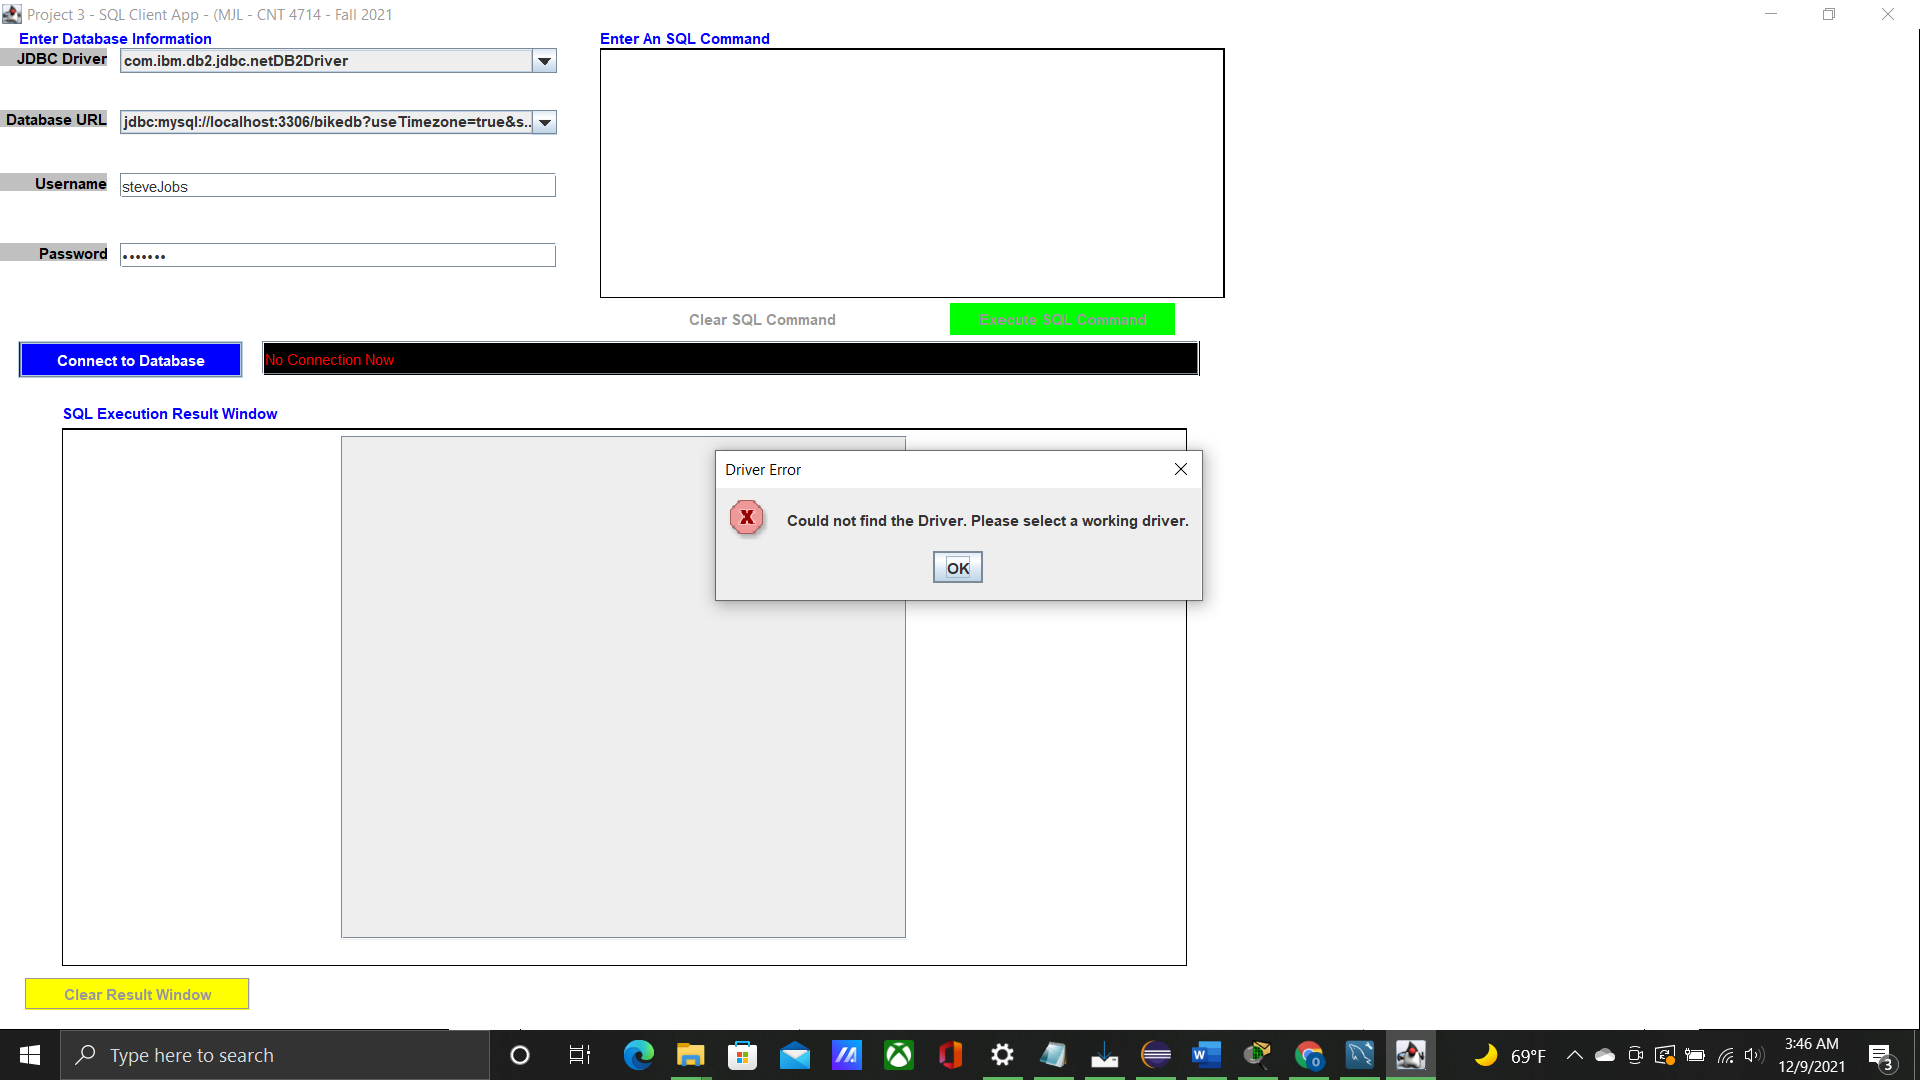 Project 3 - SQL Client App - (MJL - CNT 4714 - Fall 2021
Enter Database Information
JDBC Driver
com.ibm.db2.jdbc.netDB2Driver
Database URL
jdbc:mysql://localhost:3306/bikedb?useTimezone=true&s...
Username
steveJobs
Password
•••••••
Enter An SQL Command
Clear SQL Command
Execute SQL Command
Connect to Database
No Connection Now
SQL Execution Result Window
Driver Error
X
Could not find the Driver. Please select a working driver.
OK
Clear Result Window
Type here to search
69°F
3:46 AM
12/9/2021
3